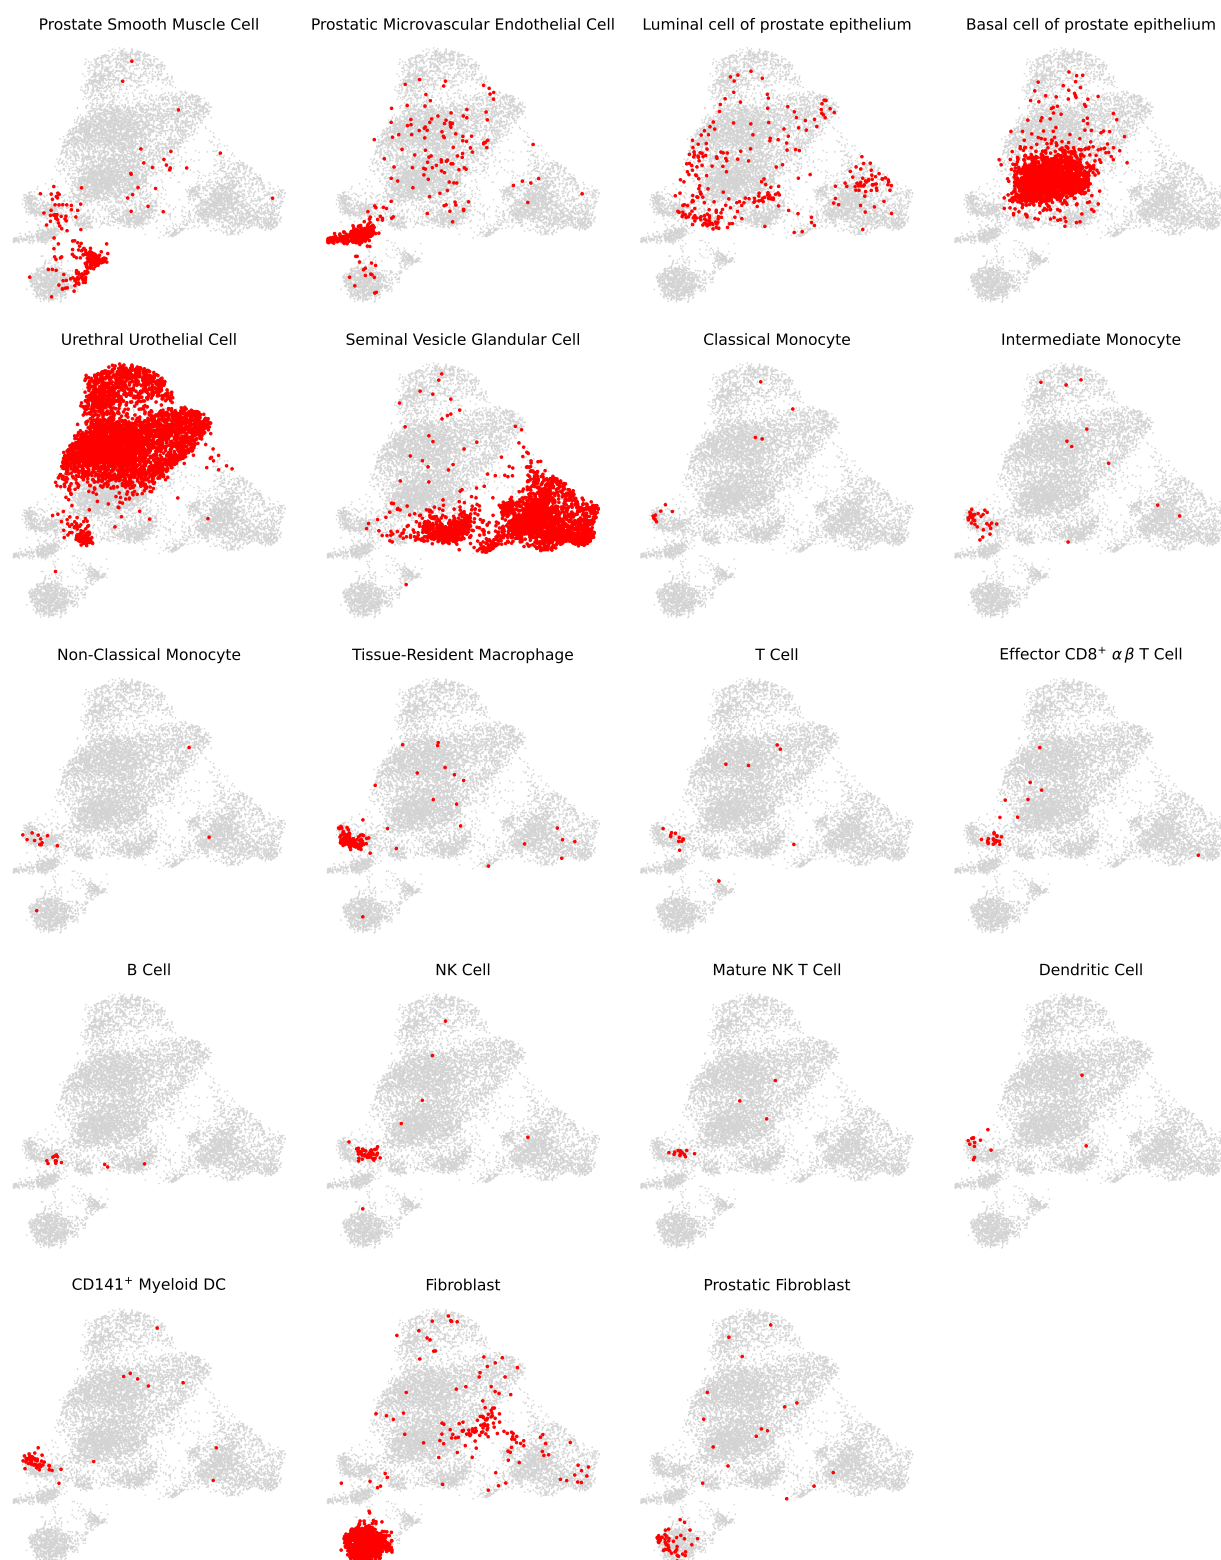 Prostate Smooth Muscle Cell
Prostatic Microvascular Endothelial Cell
Luminal cell of prostate epithelium
Basal cell of prostate epithelium
Urethral Urothelial Cell
Seminal Vesicle Glandular Cell
Classical Monocyte
Intermediate Monocyte
Non-Classical Monocyte
Tissue-Resident Macrophage
T Cell
Effector CD8⁺ αβ T Cell
B Cell
NK Cell
Mature NK T Cell
Dendritic Cell
CD141⁺ Myeloid DC
Fibroblast
Prostatic Fibroblast